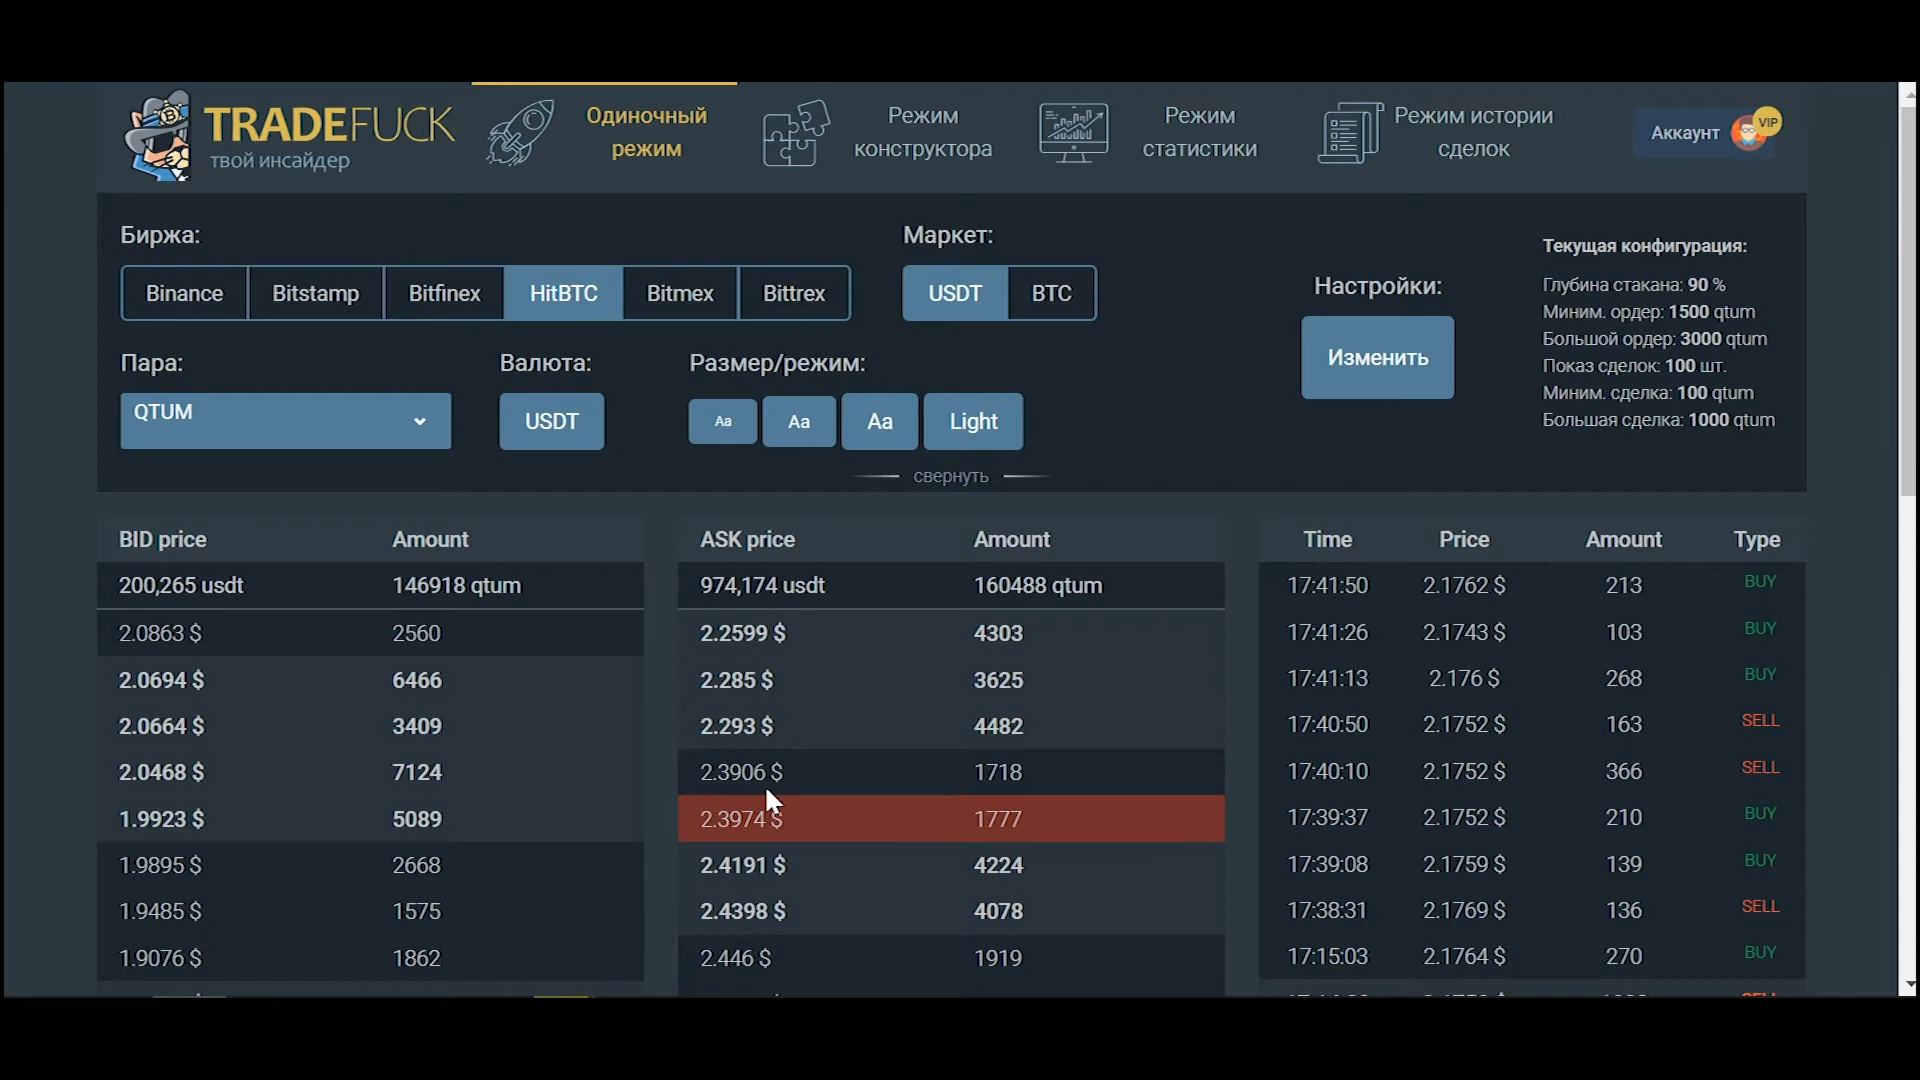 TRADEFUCK
твой инсайдер
Одиночный
режим
Режим
конструктора
Режим
статистики
Режим истории
сделок
Аккаунт
VIP
Биржа:
Binance Bitstamp Bitfinex HitBTC Bitmex Bittrex
Маркет:
USDT BTC
Пара:
QTUM
Валюта:
USDT
Размер/режим:
Aa Aa Aa Light
Настройки:
Изменить
Текущая конфигурация:
Глубина стакана: 90 %
Миним. ордер: 1500 qtum
Большой ордер: 3000 qtum
Показ сделок: 100 шт.
Миним. сделка: 100 qtum
Большая сделка: 1000 qtum
свернуть
BID price Amount
200,265 usdt 146918 qtum
2.0863 $ 2560
2.0694 $ 6466
2.0664 $ 3409
2.0468 $ 7124
1.9923 $ 5089
1.9895 $ 2668
1.9485 $ 1575
1.9076 $ 1862
ASK price Amount
974,174 usdt 160488 qtum
2.2599 $ 4303
2.285 $ 3625
2.293 $ 4482
2.3906 $ 1718
2.3974 $ 1777
2.4191 $ 4224
2.4398 $ 4078
2.446 $ 1919
Time Price Amount Type
17:41:50 2.1762 $ 213 BUY
17:41:26 2.1743 $ 103 BUY
17:41:13 2.176 $ 268 BUY
17:40:50 2.1752 $ 163 SELL
17:40:10 2.1752 $ 366 SELL
17:39:37 2.1752 $ 210 BUY
17:39:08 2.1759 $ 139 BUY
17:38:31 2.1769 $ 136 SELL
17:15:03 2.1764 $ 270 BUY